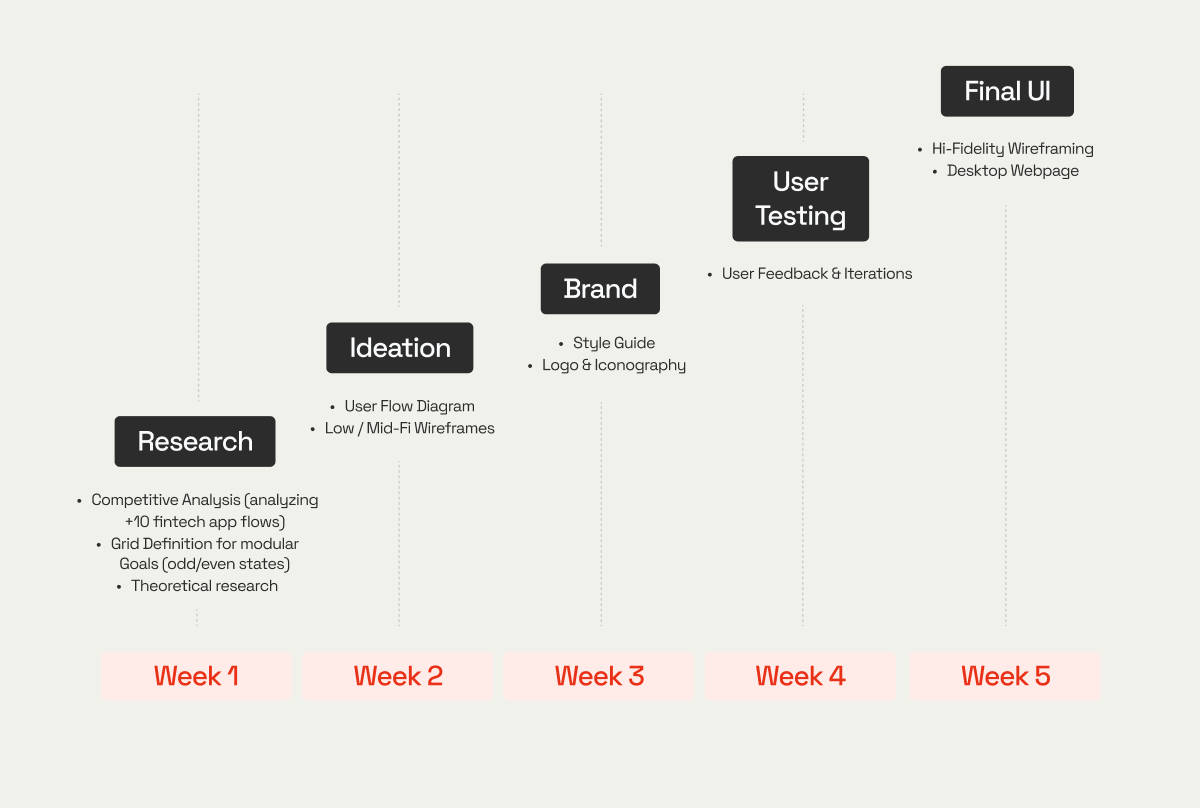 Final UI
• Hi-Fidelity Wireframing
• Desktop Webpage
User
Testing
• User Feedback & Iterations
Brand
• Style Guide
• Logo & Iconography
Ideation
• User Flow Diagram
• Low / Mid-Fi Wireframes
Research
• Competitive Analysis (analyzing
+10 fintech app flows)
• Grid Definition for modular
Goals (odd/even states)
• Theoretical research
Week 1
Week 2
Week 3
Week 4
Week 5